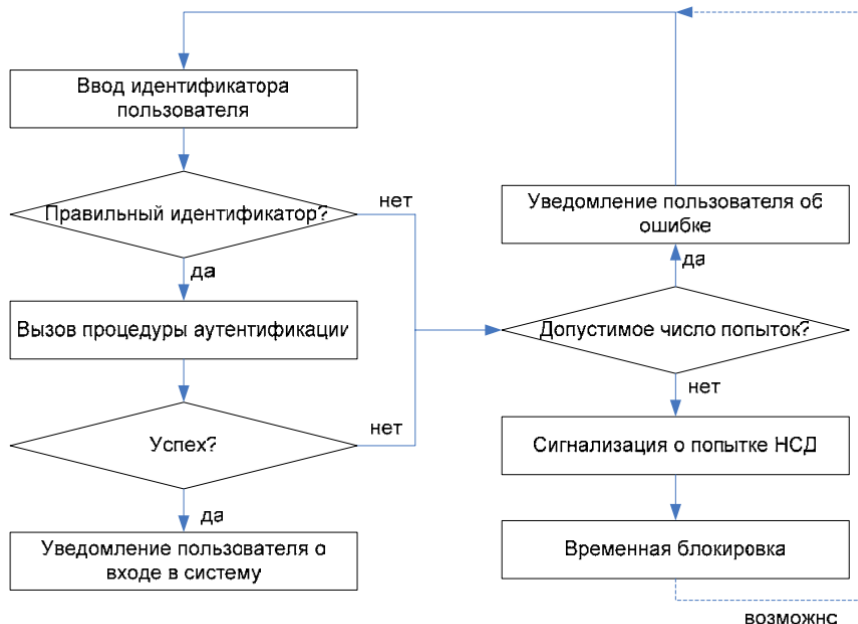 Ввод идентификатора
пользователя
Правильный идентификатор?
нет
да
Вызов процедуры аутентификации
Успех?
нет
да
Уведомление пользователя о
входе в систему
Уведомление пользователя об
ошибке
да
Допустимое число попыток?
нет
Сигнализация о попытке НСД
Временная блокировка
возможно